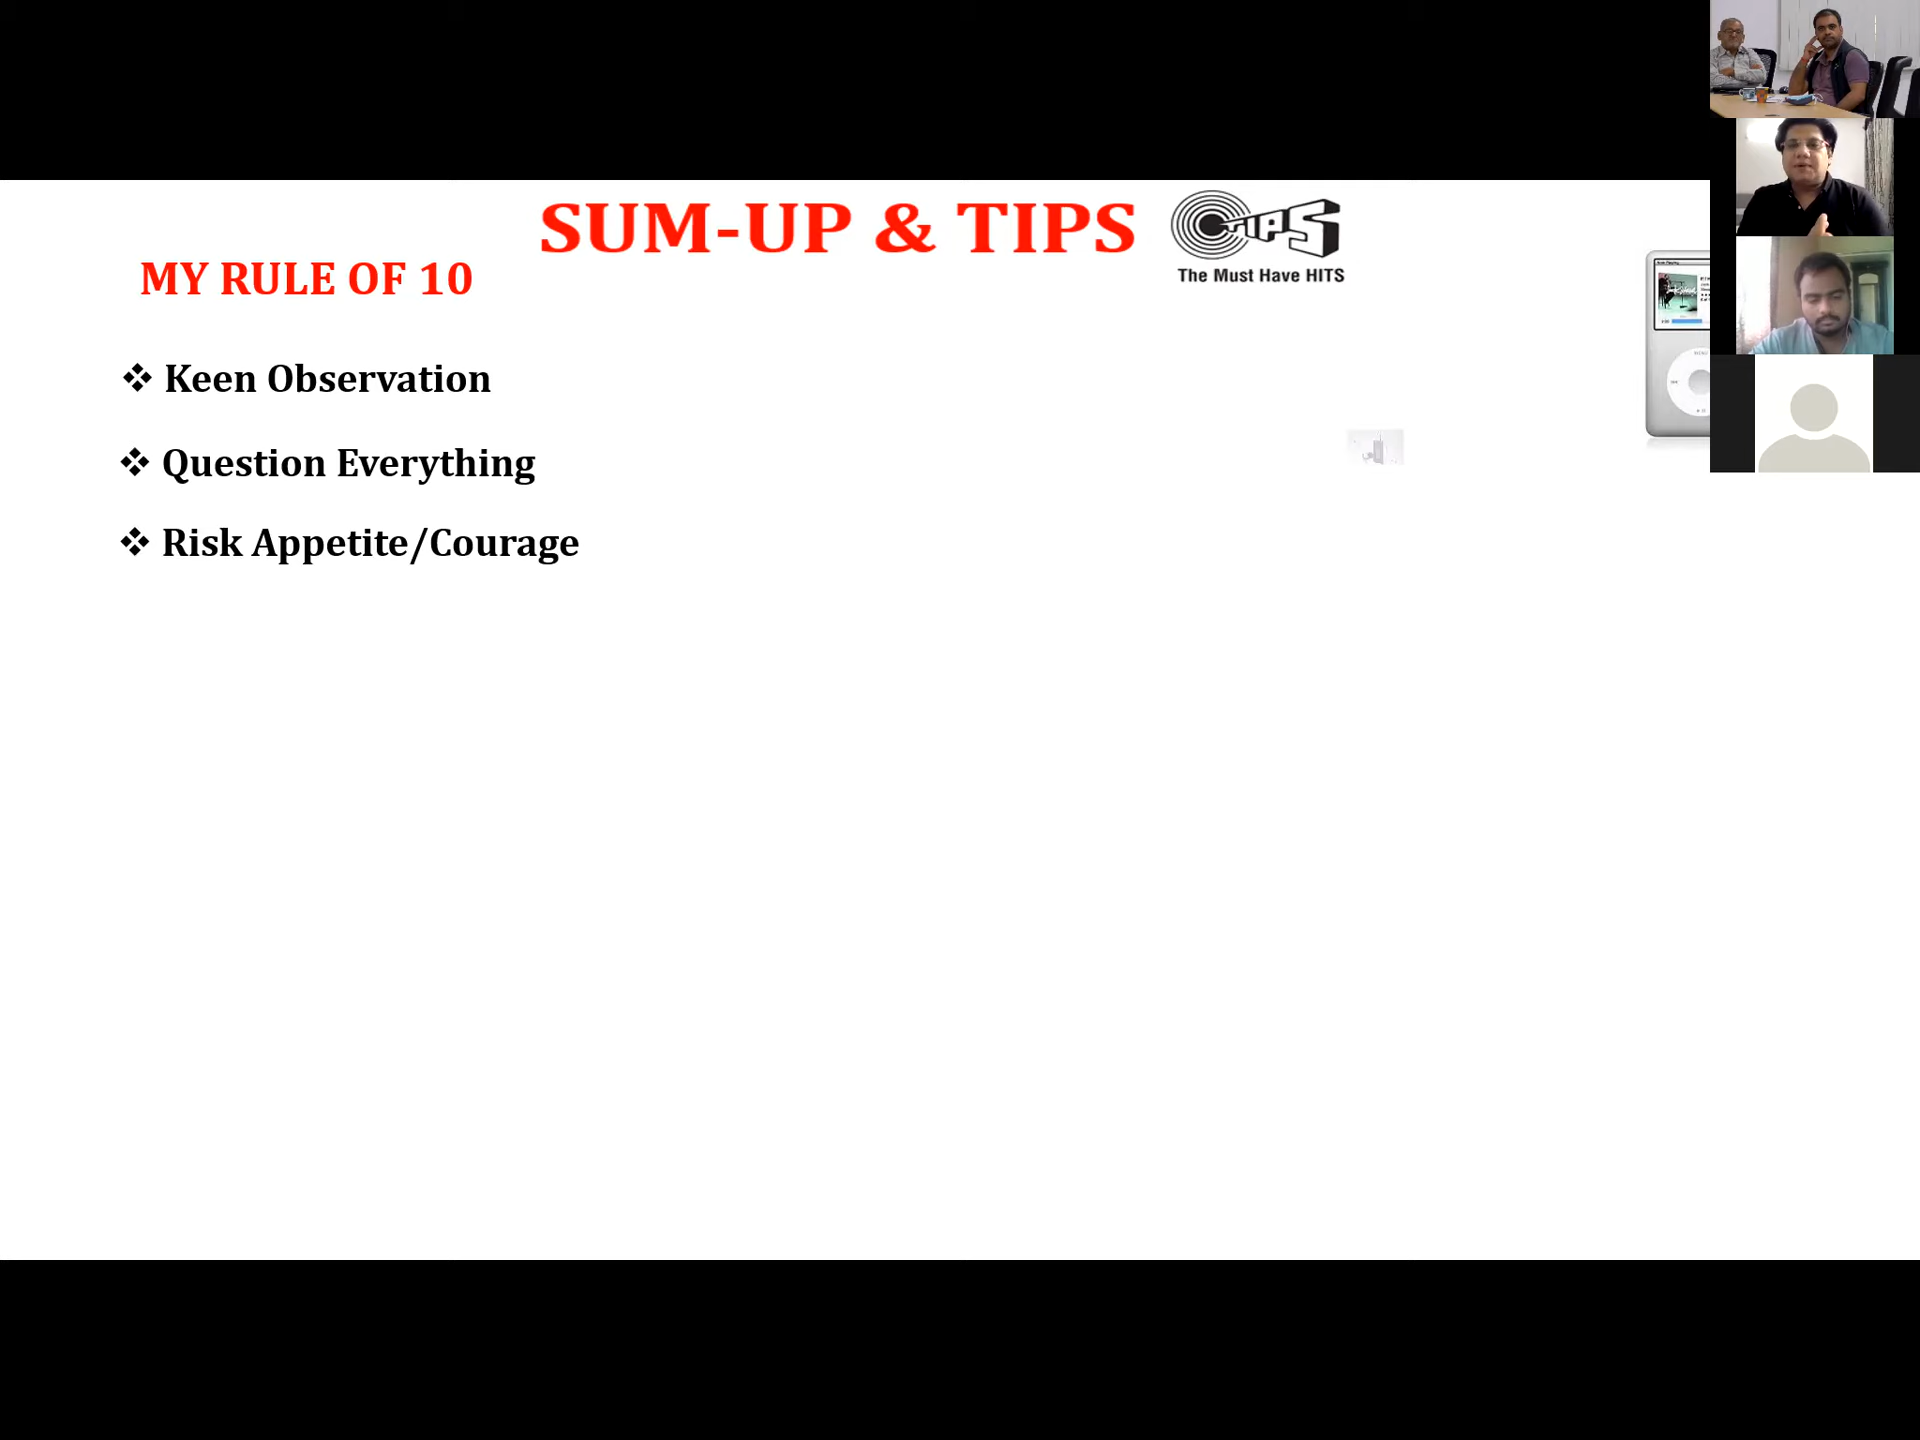 SUM-UP & TIPS
TIPS
The Must Have HITS
MY RULE OF 10
❖ Keen Observation
❖ Question Everything
❖ Risk Appetite/Courage
MENU